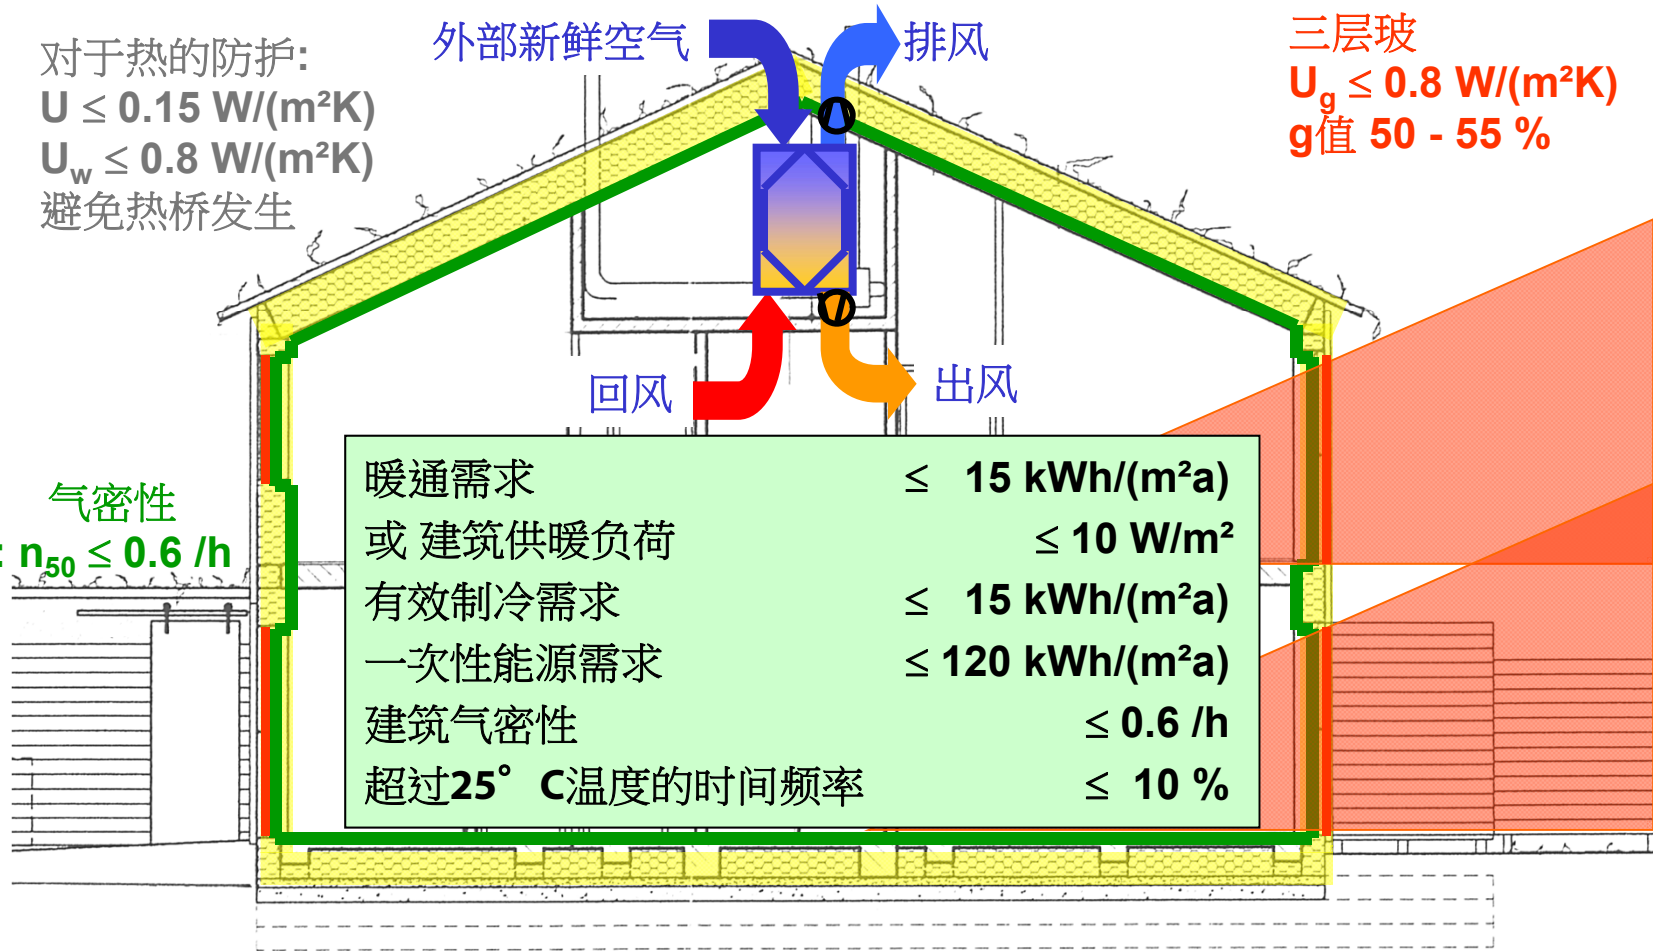 对于热的防护:
U ≤ 0.15 W/(m²K)
U_w ≤ 0.8 W/(m²K)
避免热桥发生
外部新鲜空气
排风
三层玻
U_g ≤ 0.8 W/(m²K)
g值 50 - 55 %
回风
出风
气密性
: n_50 ≤ 0.6 /h
暖通需求 ≤ 15 kWh/(m²a)
或 建筑供暖负荷 ≤ 10 W/m²
有效制冷需求 ≤ 15 kWh/(m²a)
一次性能源需求 ≤ 120 kWh/(m²a)
建筑气密性 ≤ 0.6 /h
超过25° C温度的时间频率 ≤ 10 %